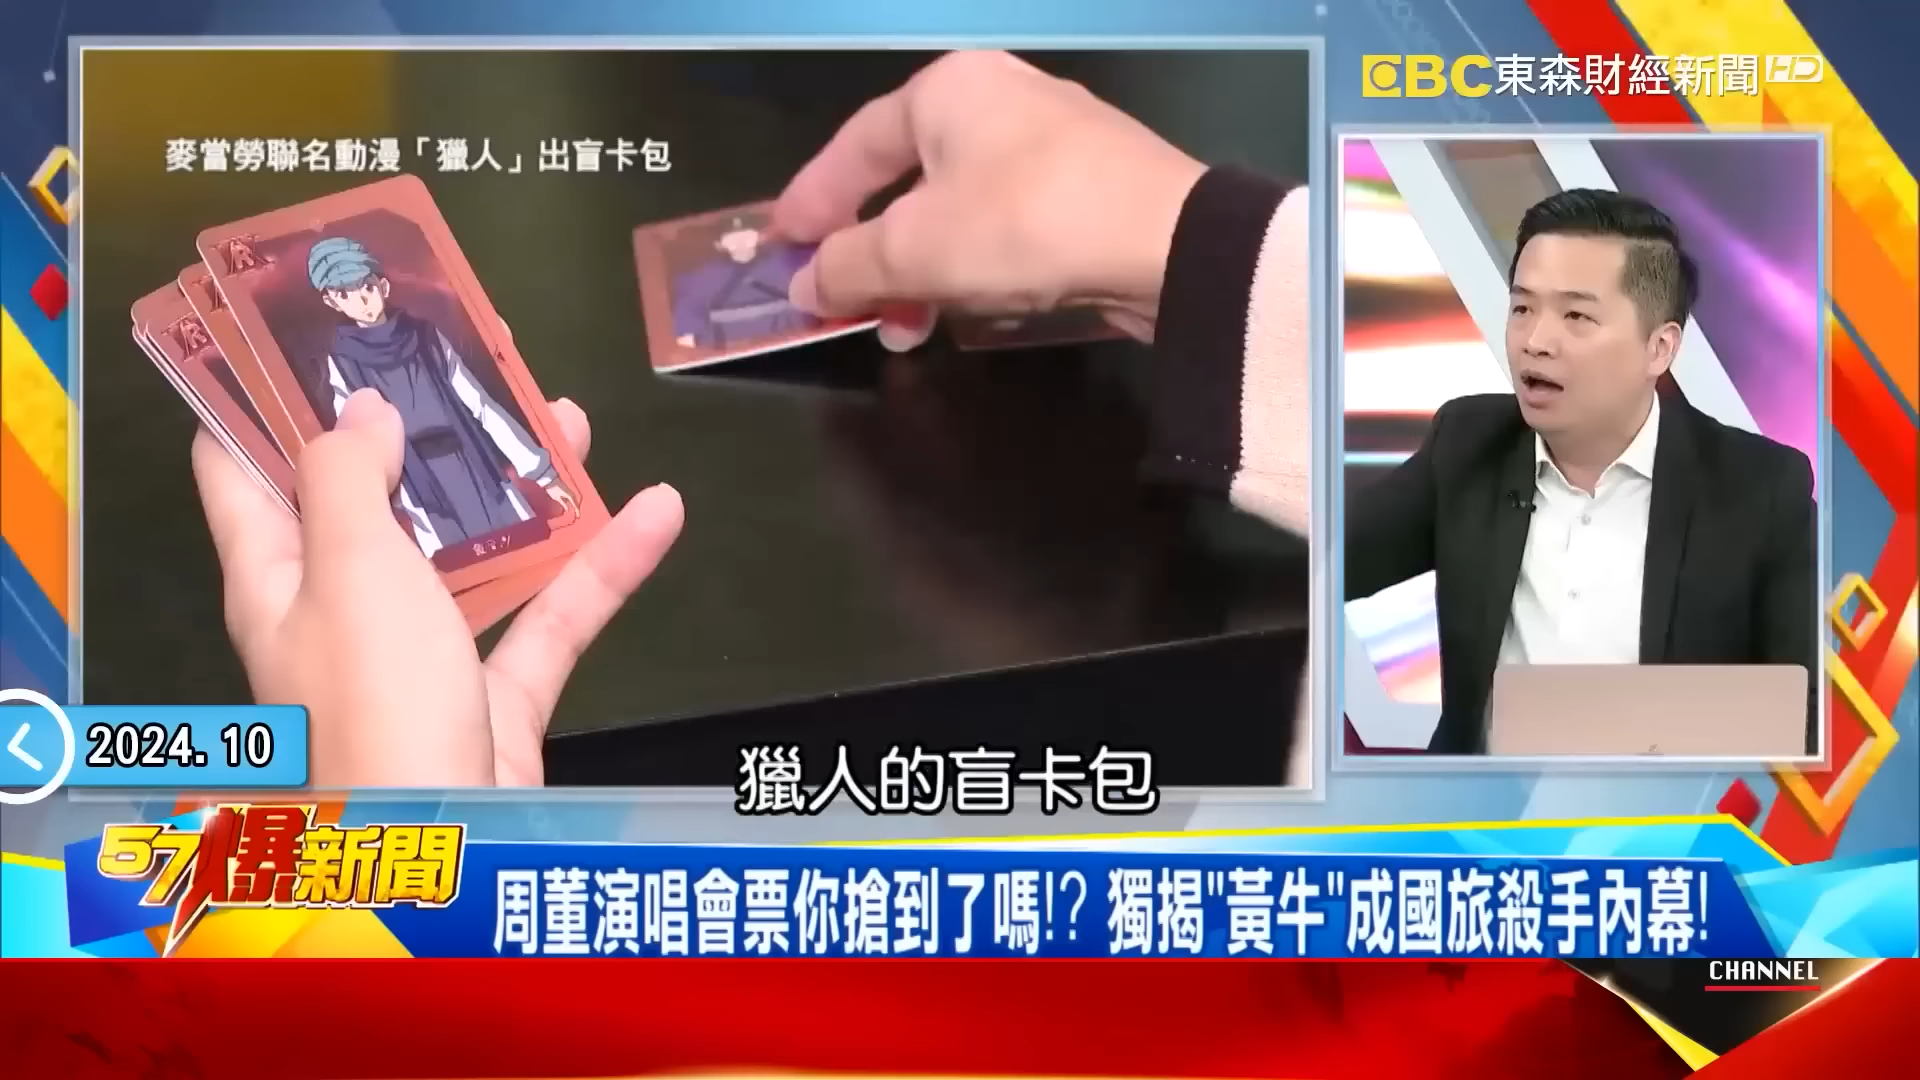 EBC東森財經新聞HD
麥當勞聯名動漫「獵人」出盲卡包
R
R
2024.10
獵人的盲卡包
57爆新聞
周董演唱會票你搶到了嗎!? 獨揭"黃牛"成國旅殺手內幕!
CHANNEL